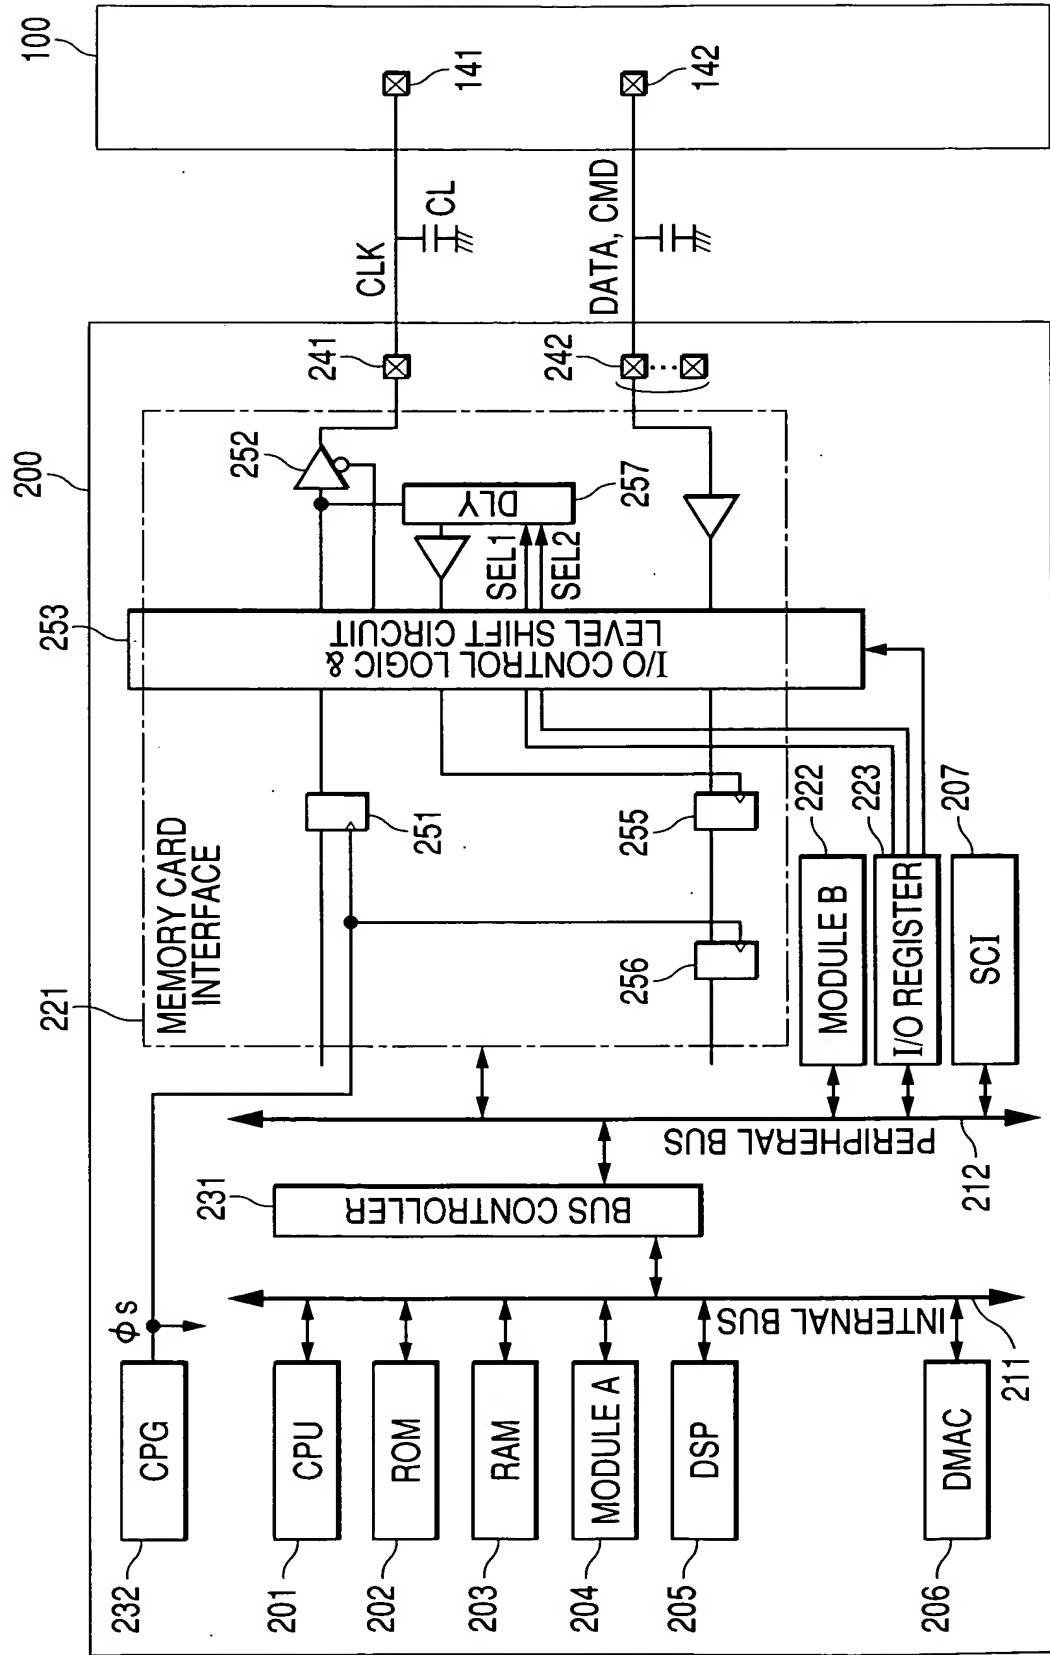 200
100
221
MEMORY CARD
INTERFACE
253
252
241
CLK
CL
141
CPG
232
φs
CPU
201
ROM
202
RAM
203
MODULE A
204
DSP
205
DMAC
206
INTERNAL BUS
211
BUS CONTROLLER
231
PERIPHERAL BUS
212
251
255
256
I/O CONTROL LOGIC &
LEVEL SHIFT CIRCUIT
DLY
257
SEL1
SEL2
242
DATA, CMD
142
MODULE B
222
I/O REGISTER
223
SCI
207